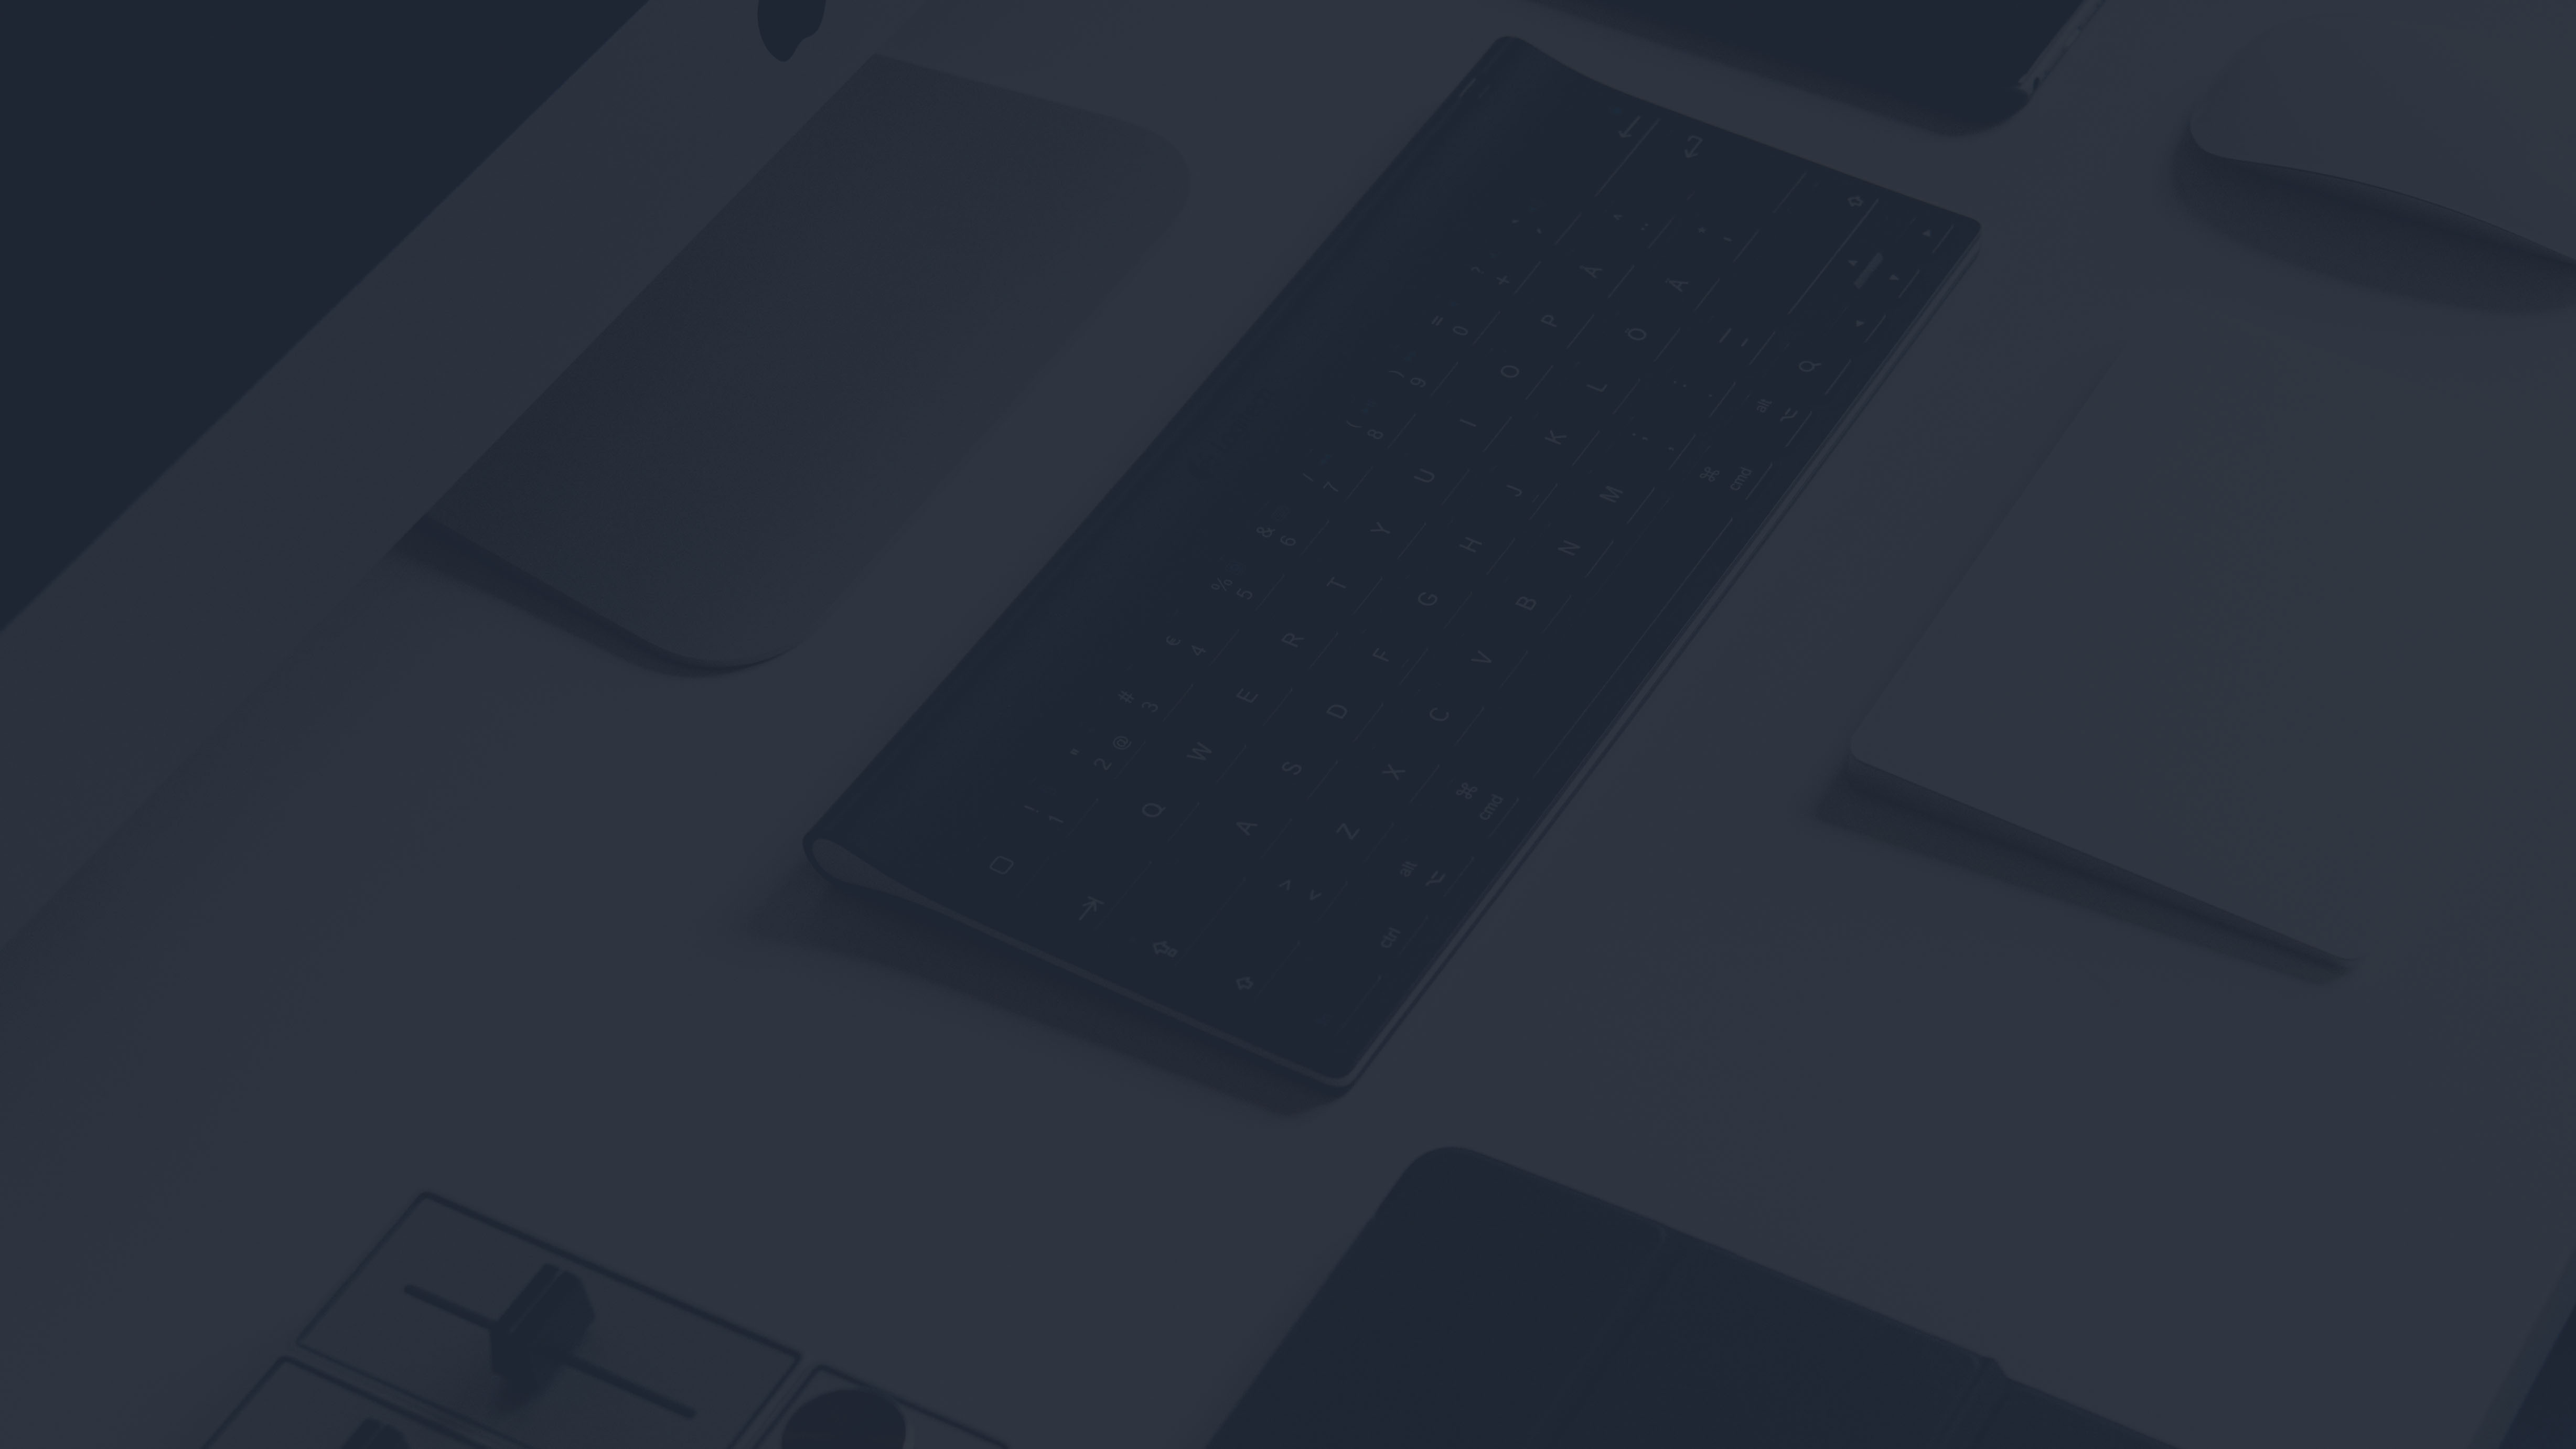 ! 1 " 2 @ # 3 € 4 % 5 & 6 / 7 ( 8 ) 9 = 0 ? +
Q W E R T Y U I O P Å
A S D F G H J K L Ö Ä
Z X C V B N M
ctrl alt ⌥ ⌘ cmd ⌘ cmd alt ⌥